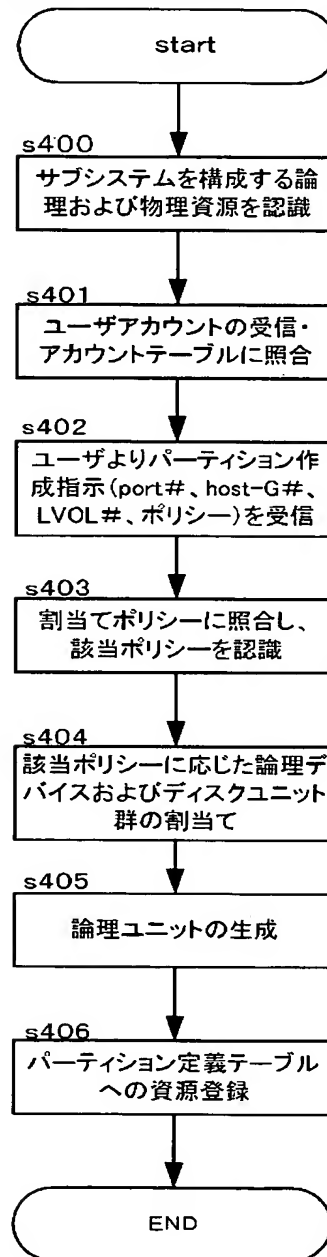 start
s400
サブシステムを構成する論
理および物理資源を認識
s401
ユーザアカウントの受信・
アカウントテーブルに照合
s402
ユーザよりパーティション作
成指示(port#、host-G#、
LVOL#、ポリシー)を受信
s403
割当てポリシーに照合し、
該当ポリシーを認識
s404
該当ポリシーに応じた論理デ
バイスおよびディスクユニット
群の割当て
s405
論理ユニットの生成
s406
パーティション定義テーブル
への資源登録
END